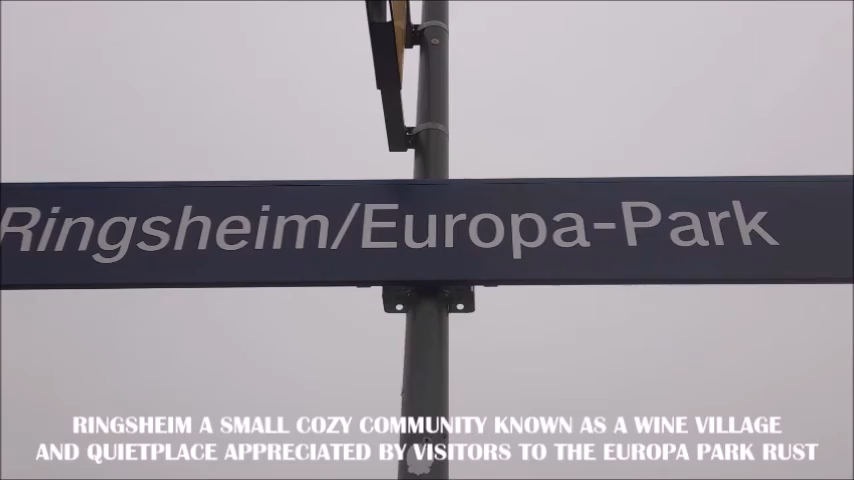 Ringsheim/Europa-Park
RINGSHEIM A SMALL COZY COMMUNITY KNOWN AS A WINE VILLAGE
AND QUIETPLACE APPRECIATED BY VISITORS TO THE EUROPA PARK RUST